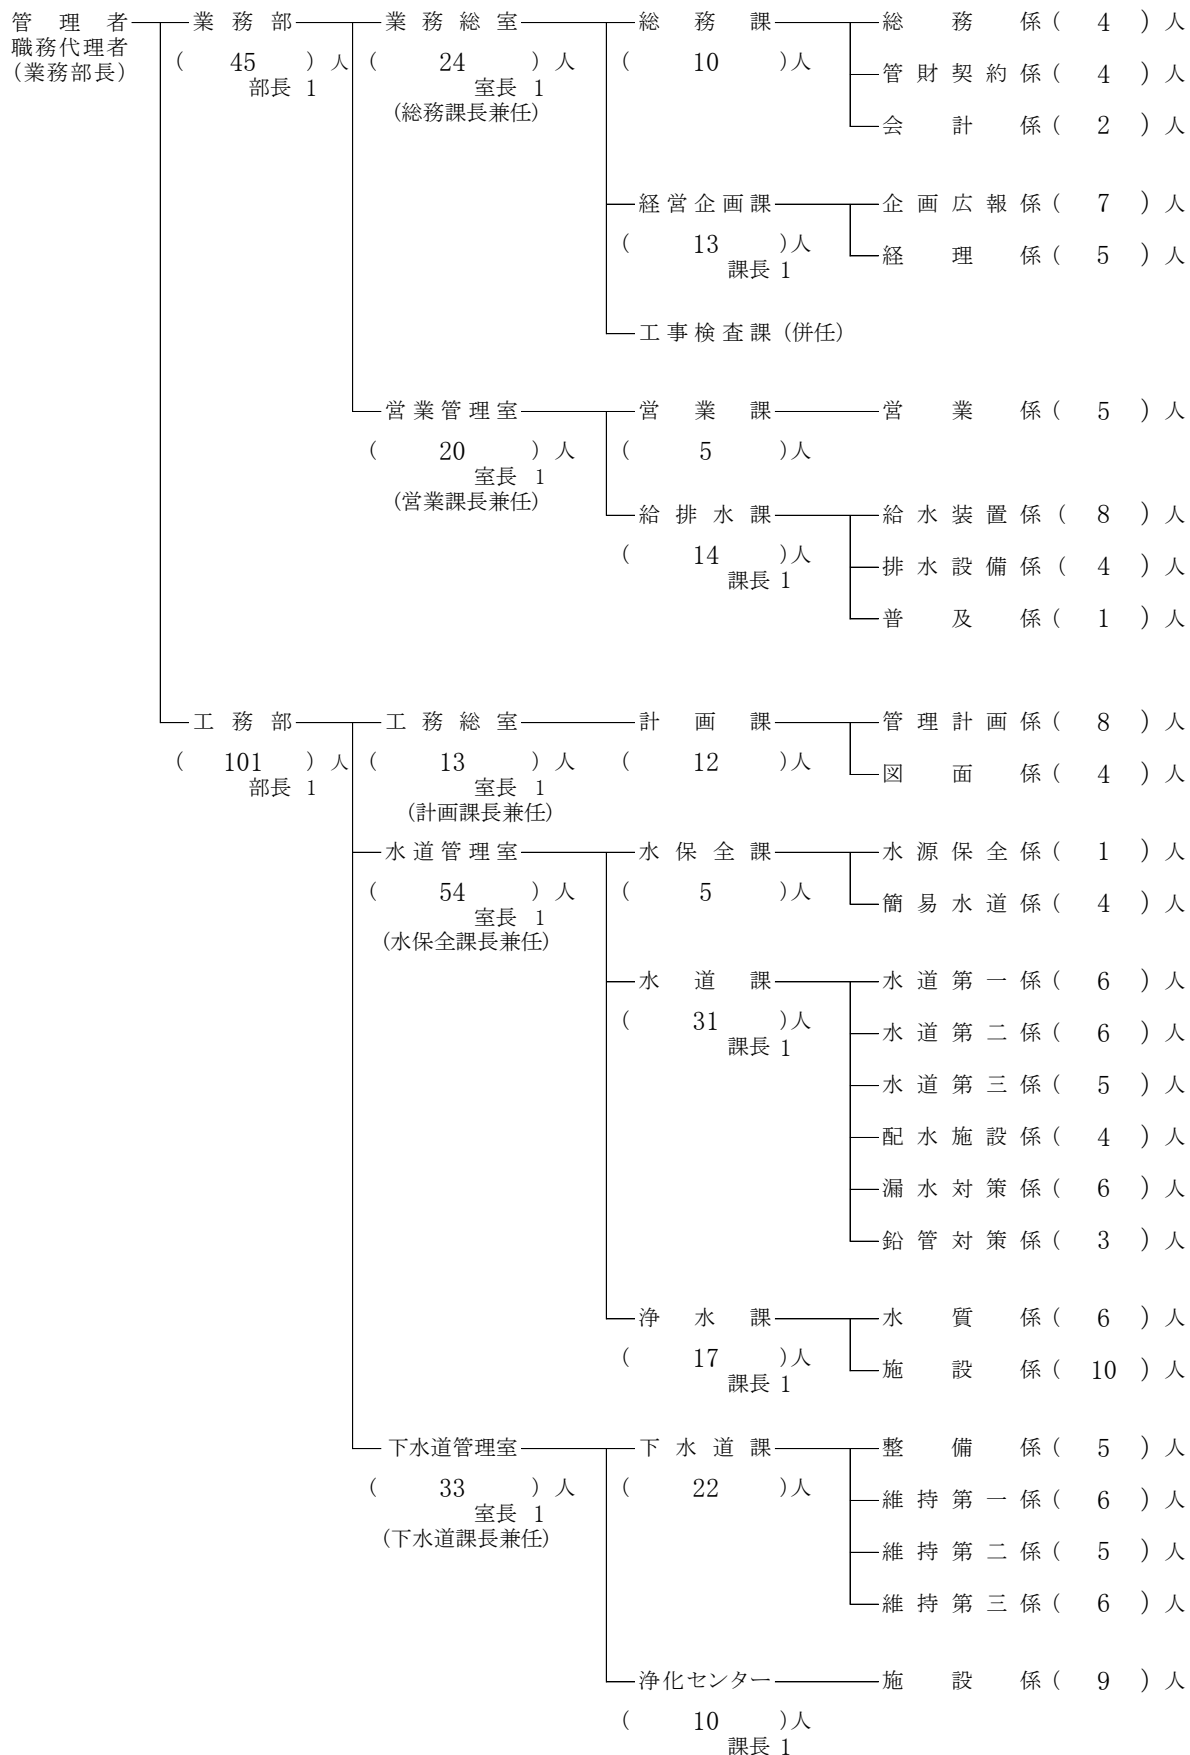 管理者 業務部 業務総室 総務課 総務係( 4 )人
職務代理者
(業務部長) ( 45 )人 ( 24 )人 ( 10 )人 管財契約係( 4 )人
部長 1 室長 1
(総務課長兼任) 会計係( 2 )人
経営企画課 企画広報係( 7 )人
( 13 )人 経理係( 5 )人
課長 1
工事検査課(併任)
営業管理室 営業課 営業係( 5 )人
( 20 )人 ( 5 )人
室長 1
(営業課長兼任)
給排水課 給水装置係( 8 )人
( 14 )人 排水設備係( 4 )人
課長 1
普及係( 1 )人
工務部 工務総室 計画課 管理計画係( 8 )人
( 101 )人 ( 13 )人 ( 12 )人 図面係( 4 )人
部長 1 室長 1
(計画課長兼任)
水道管理室 水保全課 水源保全係( 1 )人
( 54 )人 ( 5 )人 簡易水道係( 4 )人
室長 1
(水保全課長兼任)
水道課 水道第一係( 6 )人
( 31 )人 水道第二係( 6 )人
課長 1
水道第三係( 5 )人
配水施設係( 4 )人
漏水対策係( 6 )人
鉛管対策係( 3 )人
浄水課 水質係( 6 )人
( 17 )人 施設係( 10 )人
課長 1
下水道管理室 下水道課 整備係( 5 )人
( 33 )人 ( 22 )人 維持第一係( 6 )人
室長 1
(下水道課長兼任) 維持第二係( 5 )人
維持第三係( 6 )人
浄化センター 施設係( 9 )人
( 10 )人
課長 1